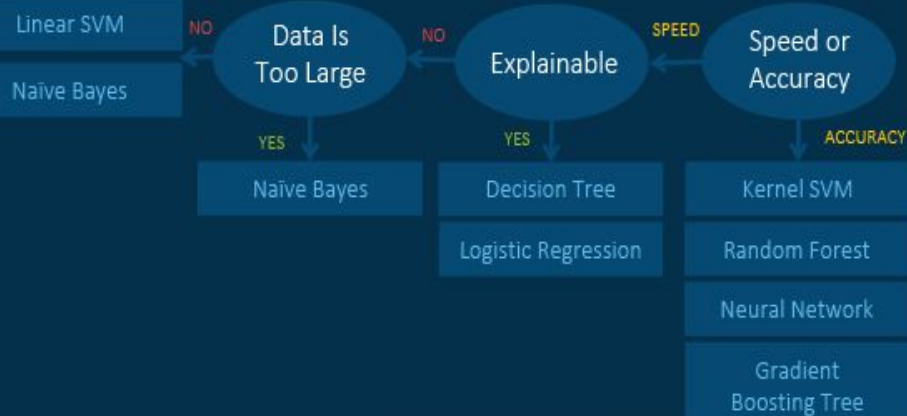 Linear SVM
NO
Data Is
Too Large
NO
Explainable
SPEED
Speed or
Accuracy
Naïve Bayes
YES
YES
ACCURACY
Naïve Bayes
Decision Tree
Kernel SVM
Logistic Regression
Random Forest
Neural Network
Gradient
Boosting Tree